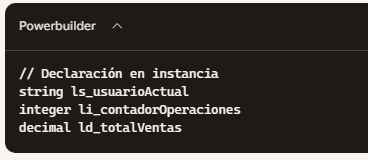 Powerbuilder
// Declaración en instancia
string ls_usuarioActual
integer li_contadorOperaciones
decimal ld_totalVentas